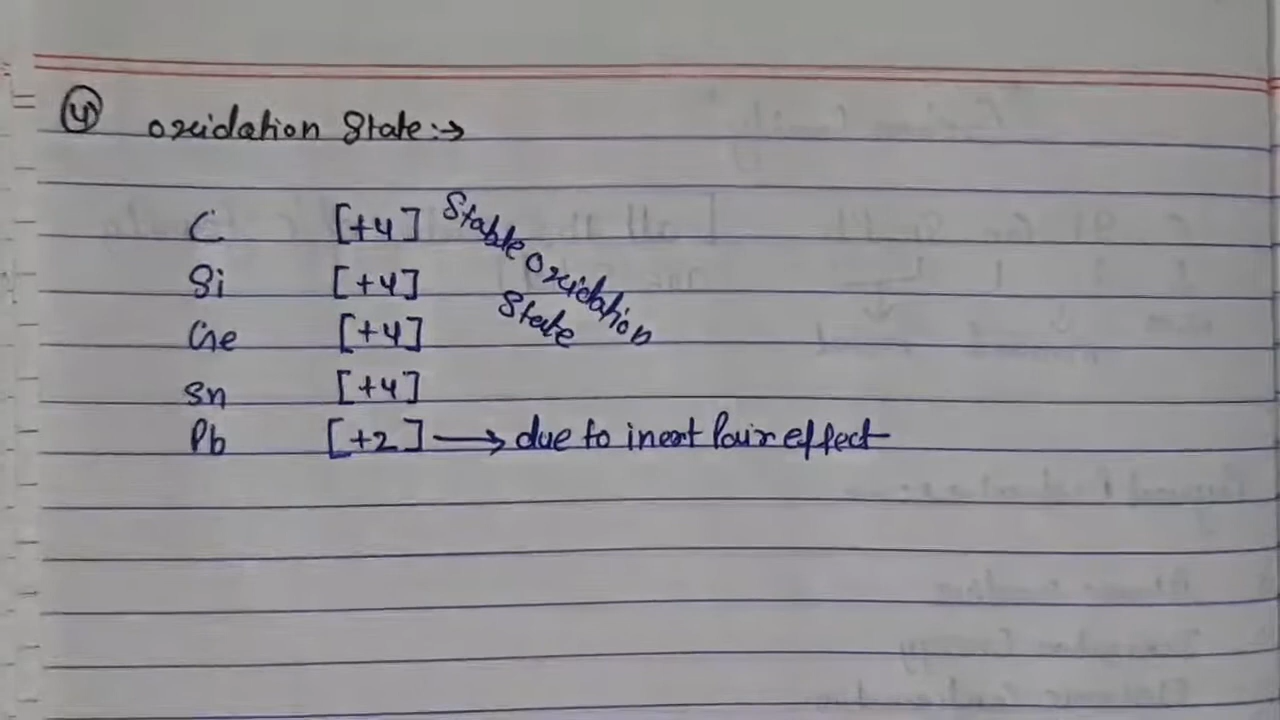 ④ oxidation State:→
C [+4] Stable oxidation State
Si [+4]
Ge [+4]
Sn [+4]
Pb [+2] → due to inert Pair effect